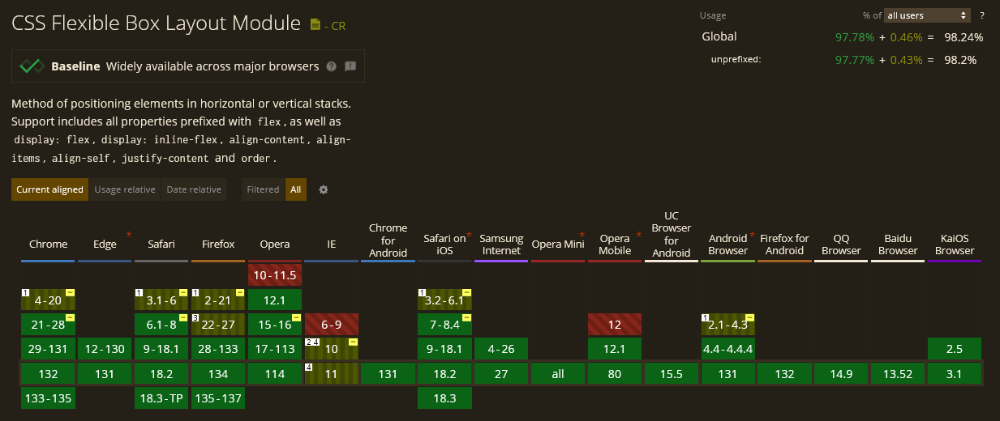 CSS Flexible Box Layout Module - CR
Usage % of all users ?
Global 97.78% + 0.46% = 98.24%
unprefixed: 97.77% + 0.43% = 98.2%
Baseline Widely available across major browsers ?
Method of positioning elements in horizontal or vertical stacks.
Support includes all properties prefixed with flex, as well as
display: flex, display: inline-flex, align-content, align-
items, align-self, justify-content and order.
Current aligned Usage relative Date relative Filtered All
Chrome
Edge *
Safari
Firefox
Opera
IE
Chrome
for
Android
Safari on *
iOS
Samsung
Internet
Opera Mini *
Opera *
Mobile
UC
Browser
for
Android
Android *
Browser
Firefox for
Android
QQ
Browser
Baidu
Browser
KaiOS
Browser
10-11.5
1 4-20 − 1 3.1-6 − 1 2-21 − 12.1 1 3.2-6.1 −
21-28 − 6.1-8 − 3 22-27 15-16 − 6-9 7-8.4 − 12 1 2.1-4.3 −
29-131 12-130 9-18.1 28-133 17-113 2 4 10 − 9-18.1 4-26 12.1 4.4-4.4.4 2.5
132 131 18.2 134 114 4 11 131 18.2 27 all 80 15.5 131 132 14.9 13.52 3.1
133-135 18.3-TP 135-137 18.3